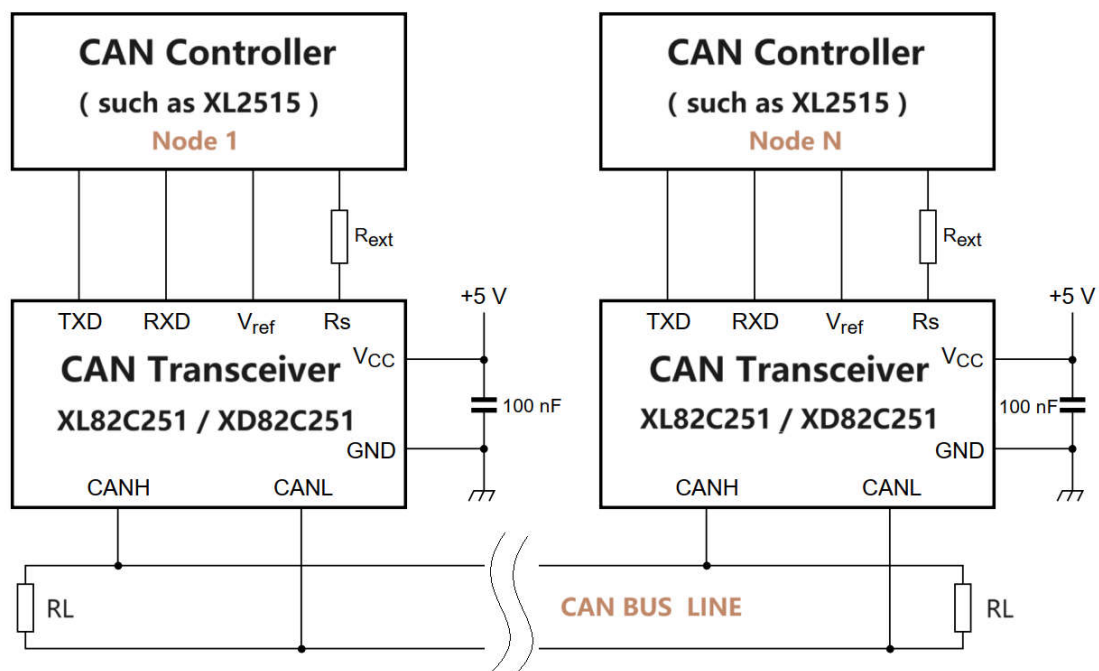 CAN Controller
( such as XL2515 )
Node 1
CAN Controller
( such as XL2515 )
Node N
Rext
Rext
+5 V
+5 V
TXD RXD Vref Rs
VCC
CAN Transceiver
XL82C251 / XD82C251
100 nF
GND
CANH CANL
TXD RXD Vref Rs
VCC
CAN Transceiver
XL82C251 / XD82C251
100 nF
GND
CANH CANL
RL
CAN BUS LINE
RL